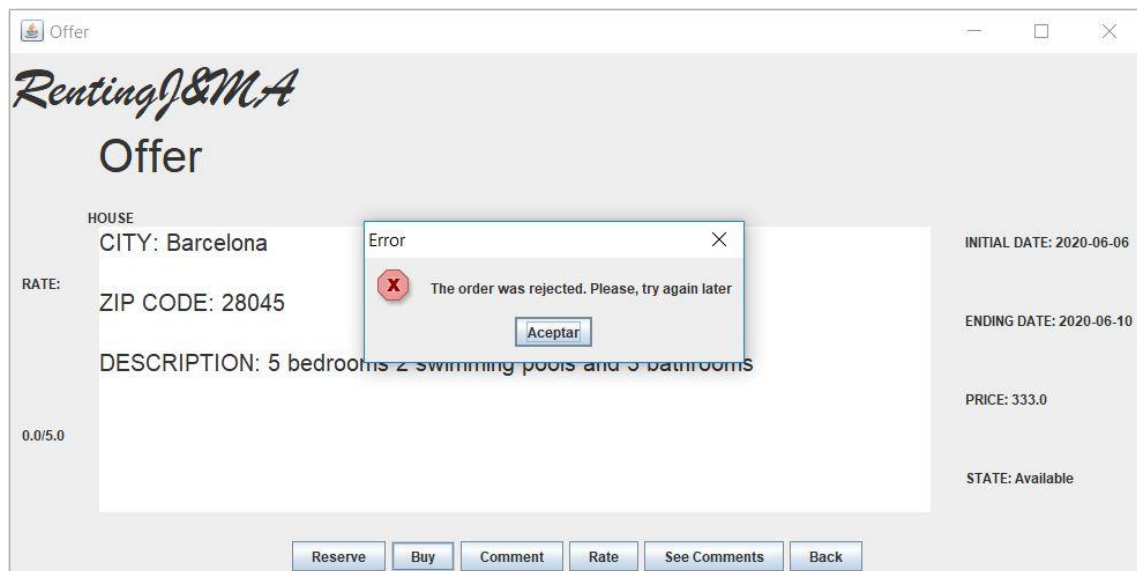 Offer
RentingJ&MA
Offer
HOUSE
CITY: Barcelona
ZIP CODE: 28045
DESCRIPTION: 5 bedrooms 2 swimming pools and 5 bathrooms
RATE:
0.0/5.0
Error
The order was rejected. Please, try again later
Aceptar
INITIAL DATE: 2020-06-06
ENDING DATE: 2020-06-10
PRICE: 333.0
STATE: Available
Reserve Buy Comment Rate See Comments Back